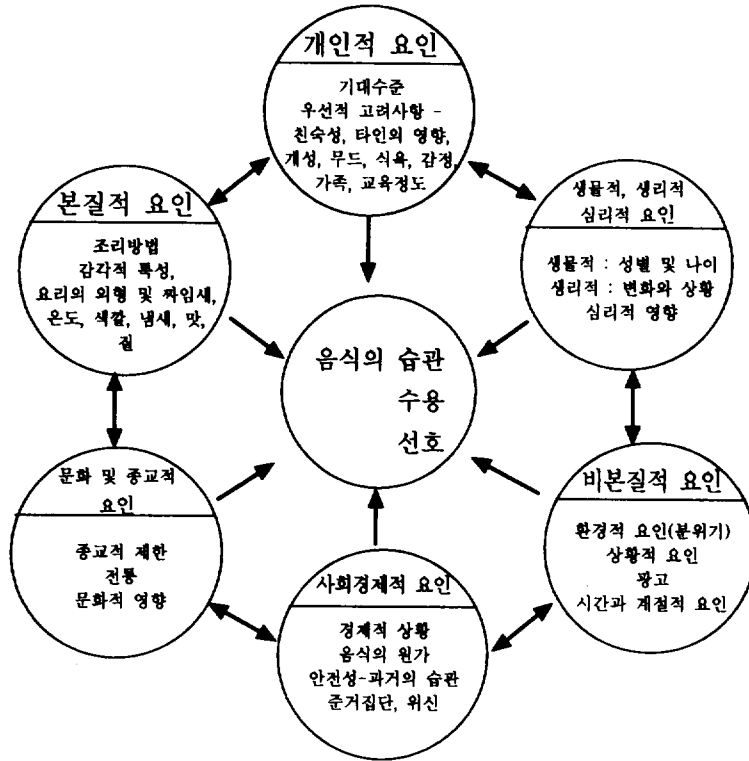 개인적 요인
기대수준
우선적 고려사항 -
친숙성, 타인의 영향,
개성, 무드, 식욕, 감정,
가족, 교육정도
본질적 요인
조리방법
감각적 특성,
요리의 외형 및 짜임새,
온도, 색깔, 냄새, 맛,
질
생물적, 생리적
심리적 요인
생물적 : 성별 및 나이
생리적 : 변화와 상황
심리적 영향
음식의 습관
수용
선호
문화 및 종교적
요인
종교적 제한
전통
문화적 영향
비본질적 요인
환경적 요인(분위기)
상황적 요인
광고
시간과 계절적 요인
사회경제적 요인
경제적 상황
음식의 원가
안전성-과거의 습관
준거집단, 위신